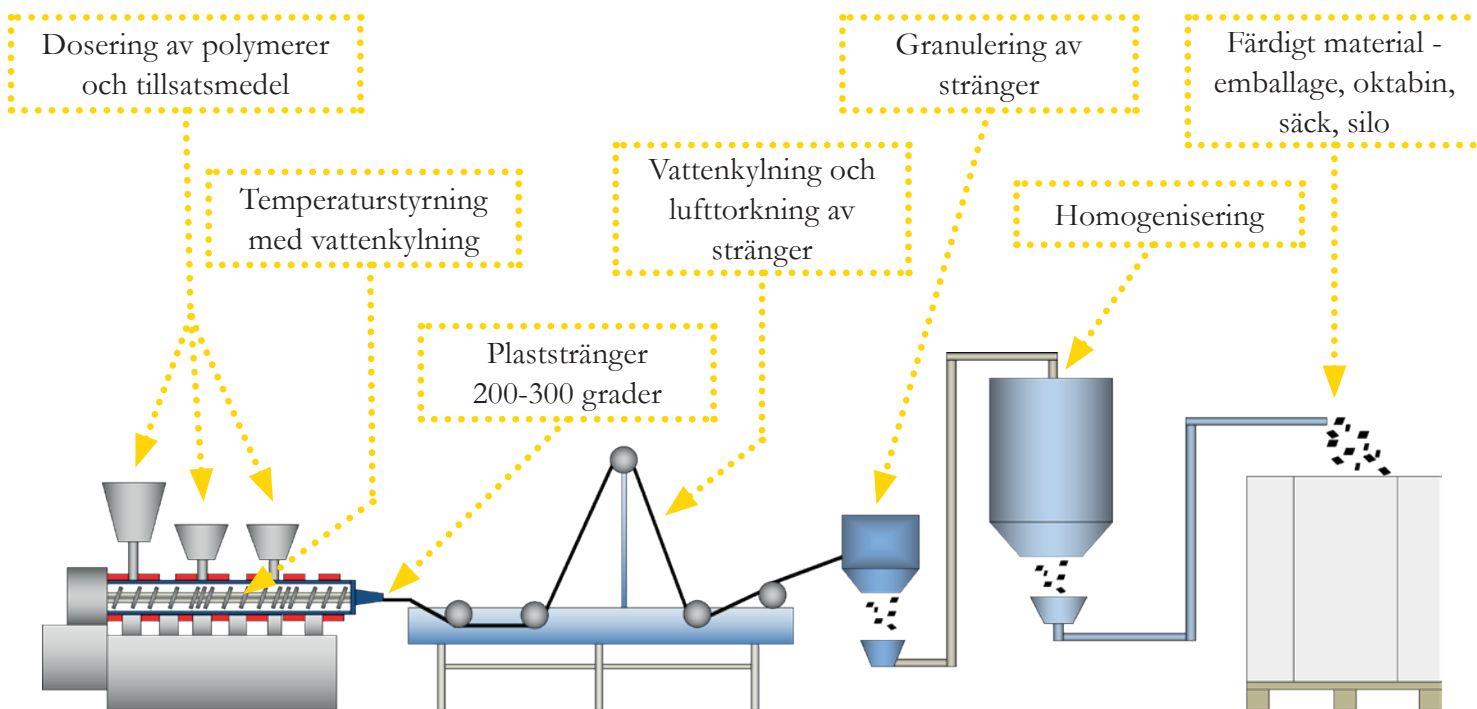 Dosering av polymerer
och tillsatsmedel
Temperaturstyrning
med vattenkylning
Plaststränger
200-300 grader
Vattenkylning och
lufttorkning av
stränger
Granulering av
stränger
Homogenisering
Färdigt material -
emballage, oktabin,
säck, silo